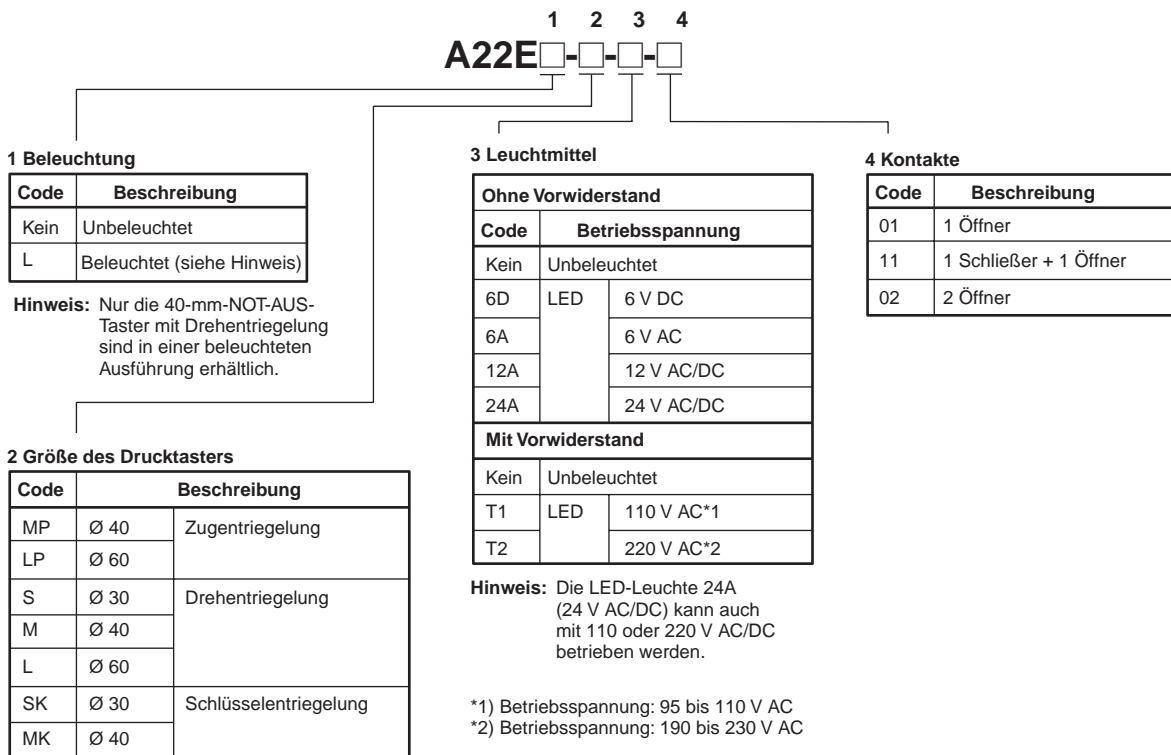 1 2 3 4
A22E□-□-□-□
1 Beleuchtung
Code Beschreibung
Kein Unbeleuchtet
L Beleuchtet (siehe Hinweis)
Hinweis: Nur die 40-mm-NOT-AUS-
Taster mit Drehentriegelung
sind in einer beleuchteten
Ausführung erhältlich.
2 Größe des Drucktasters
Code Beschreibung
MP Ø 40 Zugentriegelung
LP Ø 60
S Ø 30 Drehentriegelung
M Ø 40
L Ø 60
SK Ø 30 Schlüsselentriegelung
MK Ø 40
3 Leuchtmittel
Ohne Vorwiderstand
Code Betriebsspannung
Kein Unbeleuchtet
6D LED 6 V DC
6A 6 V AC
12A 12 V AC/DC
24A 24 V AC/DC
Mit Vorwiderstand
Kein Unbeleuchtet
T1 LED 110 V AC*1
T2 220 V AC*2
Hinweis: Die LED-Leuchte 24A
(24 V AC/DC) kann auch
mit 110 oder 220 V AC/DC
betrieben werden.
*1) Betriebsspannung: 95 bis 110 V AC
*2) Betriebsspannung: 190 bis 230 V AC
4 Kontakte
Code Beschreibung
01 1 Öffner
11 1 Schließer + 1 Öffner
02 2 Öffner